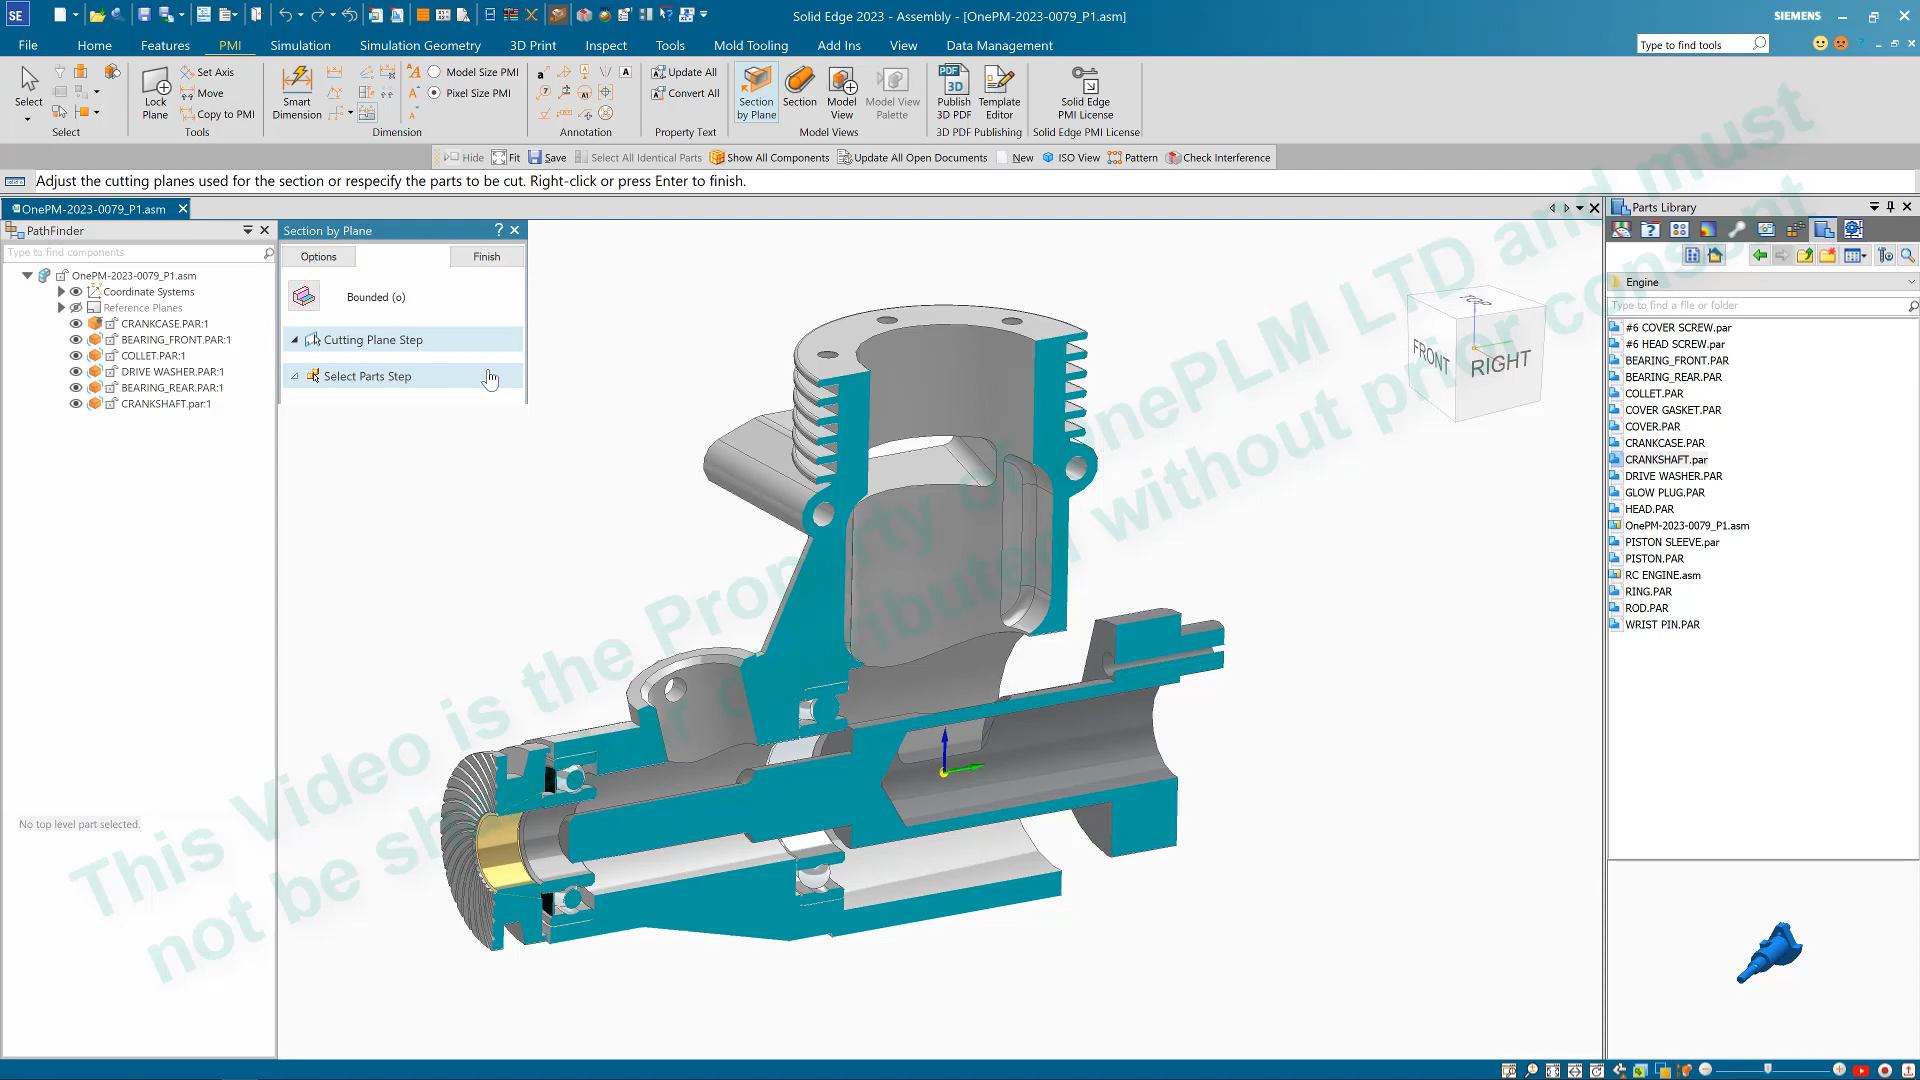 SE
Solid Edge 2023 - Assembly - [OnePM-2023-0079_P1.asm]
SIEMENS
File Home Features PMI Simulation Simulation Geometry 3D Print Inspect Tools Mold Tooling Add Ins View Data Management
Type to find tools
Select
Select
Lock Plane
Set Axis
Move
Copy to PMI
Tools
Smart Dimension
Model Size PMI
Pixel Size PMI
Dimension
Annotation
Update All
Convert All
Property Text
Section by Plane
Section
Model View
Model View Palette
Model Views
Publish 3D PDF
Template Editor
3D PDF Publishing
Solid Edge PMI License
Solid Edge PMI License
Hide Fit Save Select All Identical Parts Show All Components Update All Open Documents New ISO View Pattern Check Interference
Adjust the cutting planes used for the section or respecify the parts to be cut. Right-click or press Enter to finish.
OnePM-2023-0079_P1.asm
PathFinder
Type to find components
OnePM-2023-0079_P1.asm
Coordinate Systems
Reference Planes
CRANKCASE.PAR:1
BEARING_FRONT.PAR:1
COLLET.PAR:1
DRIVE WASHER.PAR:1
BEARING_REAR.PAR:1
CRANKSHAFT.par:1
No top level part selected.
Section by Plane
Options Finish
Bounded (o)
Cutting Plane Step
Select Parts Step
TOP
FRONT
RIGHT
This Video is the Property of OnePLM LTD and must
not be distributed without prior consent
Parts Library
Engine
Type to find a file or folder
#6 COVER SCREW.par
#6 HEAD SCREW.par
BEARING_FRONT.PAR
BEARING_REAR.PAR
COLLET.PAR
COVER GASKET.PAR
COVER.PAR
CRANKCASE.PAR
CRANKSHAFT.par
DRIVE WASHER.PAR
GLOW PLUG.PAR
HEAD.PAR
OnePM-2023-0079_P1.asm
PISTON SLEEVE.par
PISTON.PAR
RC ENGINE.asm
RING.PAR
ROD.PAR
WRIST PIN.PAR